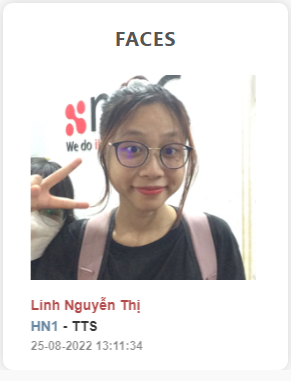 FACES
We do i
Linh Nguyễn Thị
HN1 - TTS
25-08-2022 13:11:34